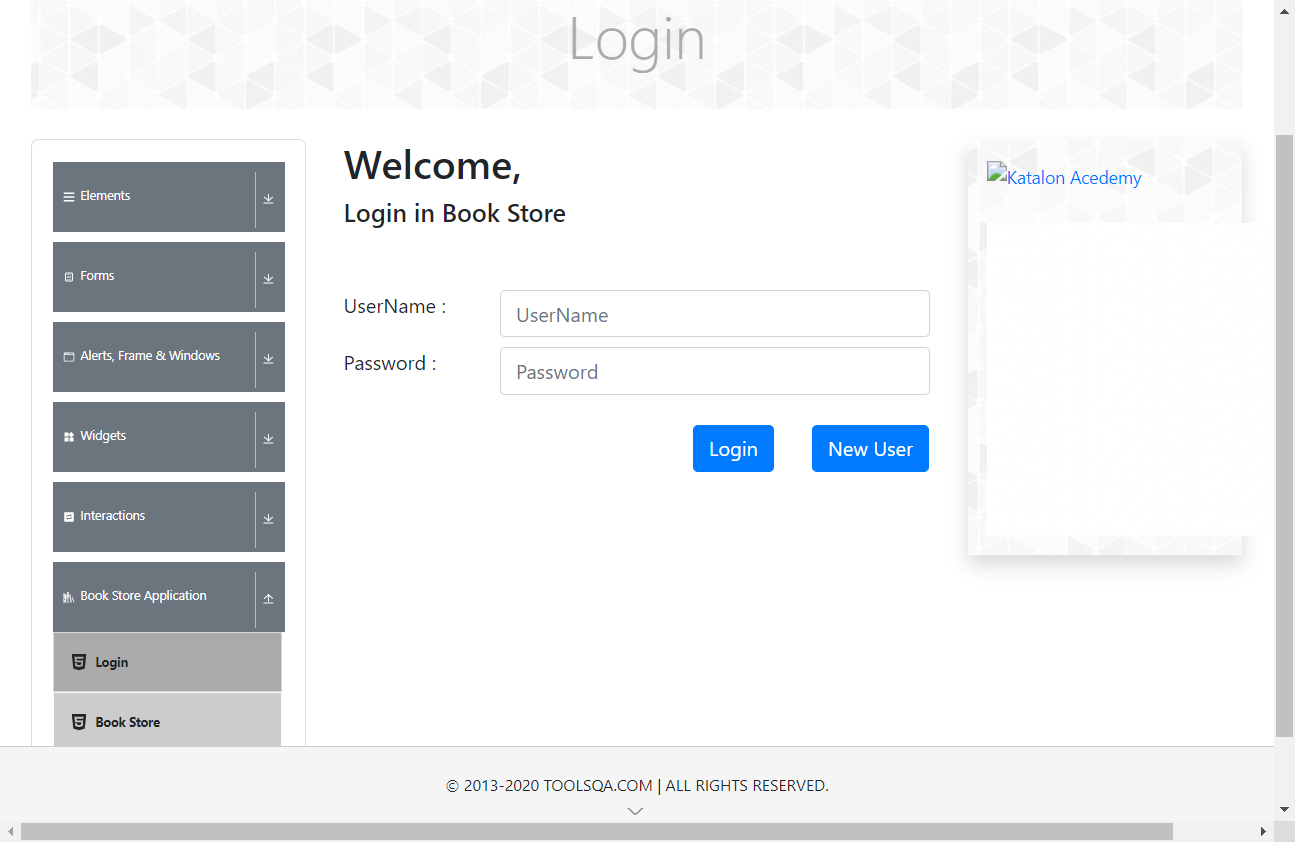 Login
Elements
Forms
Alerts, Frame & Windows
Widgets
Interactions
Book Store Application
Login
Book Store
Welcome,
Login in Book Store
UserName :
UserName
Password :
Password
Login
New User
Katalon Acedemy
© 2013-2020 TOOLSQA.COM | ALL RIGHTS RESERVED.